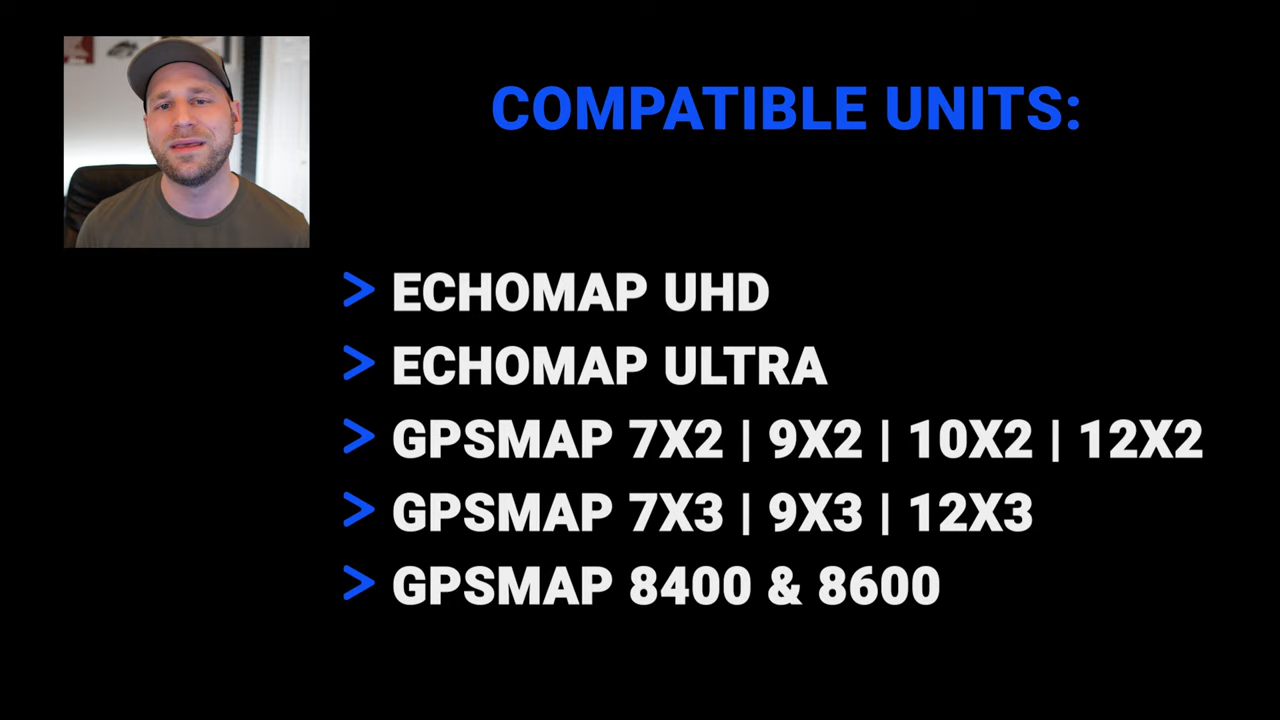 COMPATIBLE UNITS:
> ECHOMAP UHD
> ECHOMAP ULTRA
> GPSMAP 7X2 | 9X2 | 10X2 | 12X2
> GPSMAP 7X3 | 9X3 | 12X3
> GPSMAP 8400 & 8600